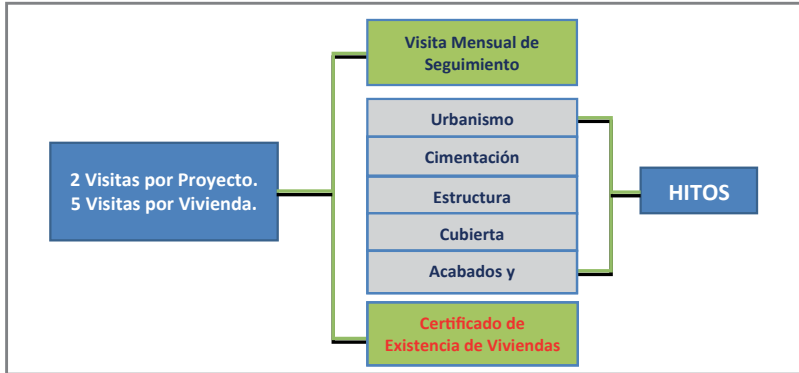 Visita Mensual de
Seguimiento
Urbanismo
Cimentación
2 Visitas por Proyecto.
5 Visitas por Vivienda.
Estructura
HITOS
Cubierta
Acabados y
Certificado de
Existencia de Viviendas